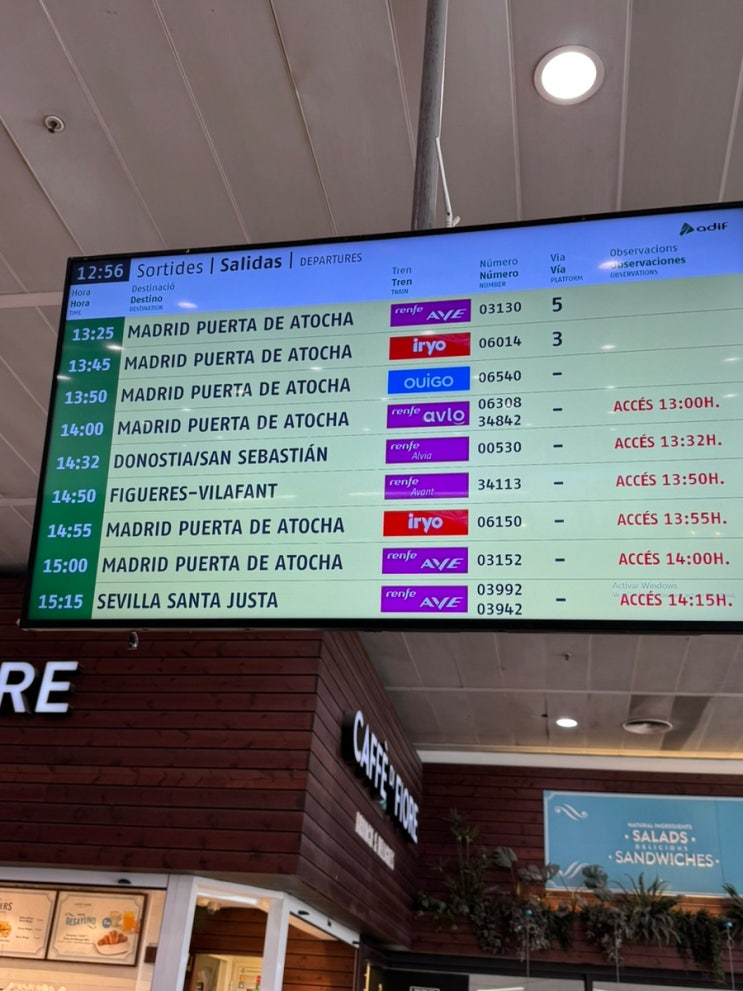 adif
12:56 Sortides | Salidas | DEPARTURES
Hora Destinació Tren Número Via Observacions
Hora Destino Tren Número Vía Observaciones
TIME DESTINATION TRAIN NUMBER PLATFORM OBSERVATIONS
13:25 MADRID PUERTA DE ATOCHA renfe AVE 03130 5
13:45 MADRID PUERTA DE ATOCHA iryo 06014 3
13:50 MADRID PUERTA DE ATOCHA OUIGO 06540 -
14:00 MADRID PUERTA DE ATOCHA renfe avlo 06308 34842 - ACCÉS 13:00H.
14:32 DONOSTIA/SAN SEBASTIÁN renfe Alvia 00530 - ACCÉS 13:32H.
14:50 FIGUERES-VILAFANT renfe Avant 34113 - ACCÉS 13:50H.
14:55 MADRID PUERTA DE ATOCHA iryo 06150 - ACCÉS 13:55H.
15:00 MADRID PUERTA DE ATOCHA renfe AVE 03152 - ACCÉS 14:00H.
Activar Windows
15:15 SEVILLA SANTA JUSTA renfe AVE 03992 03942 - ACCÉS 14:15H.
RE
CAFFÈ DI FIORE
NATURAL INGREDIENTS
SALADS
DELICIOUS
SANDWICHES
DESAYUNO